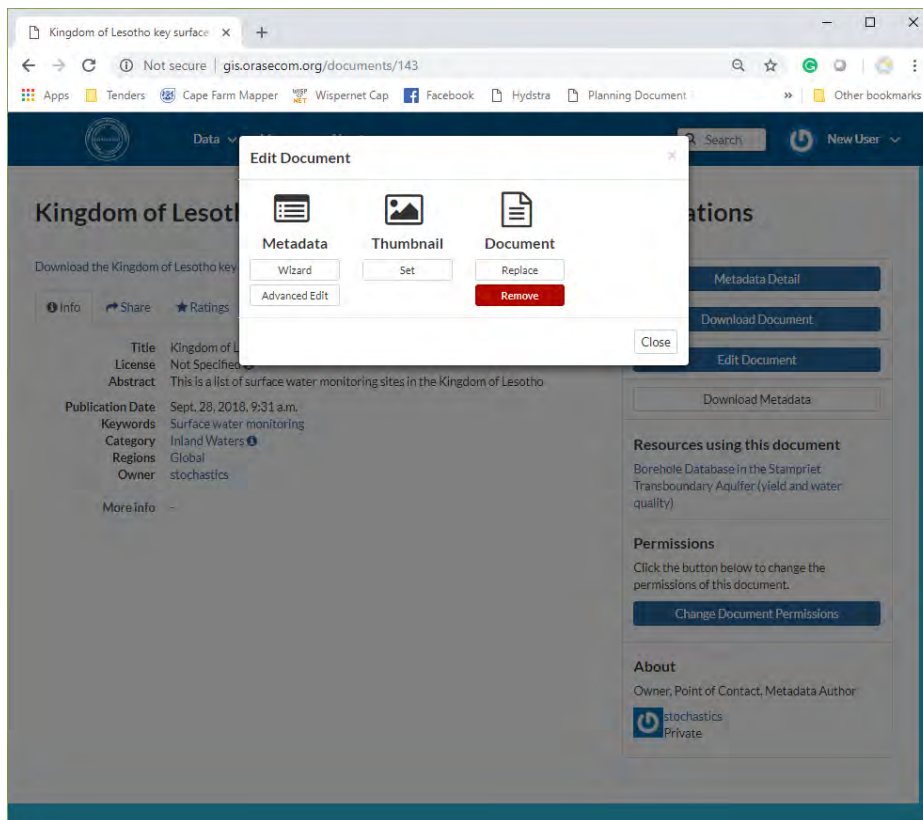 Kingdom of Lesotho key surface
Not secure | gis.orasecom.org/documents/143
Apps Tenders Cape Farm Mapper Wispernet Cap Facebook Hydstra Planning Document » Other bookmarks
Data Search New User
Edit Document
Kingdom of Lesot ations
Metadata Thumbnail Document
Wizard Set Replace
Advanced Edit Remove
Close
Download the Kingdom of Lesotho key
Info Share Ratings
Title Kingdom of L
License Not Specified
Abstract This is a list of surface water monitoring sites in the Kingdom of Lesotho
Publication Date Sept. 28, 2018, 9:31 a.m.
Keywords Surface water monitoring
Category Inland Waters
Regions Global
Owner stochastics
More info -
Metadata Detail
Download Document
Edit Document
Download Metadata
Resources using this document
Borehole Database in the Stampriet
Transboundary Aquifer (yield and water
quality)
Permissions
Click the button below to change the
permissions of this document.
Change Document Permissions
About
Owner, Point of Contact, Metadata Author
stochastics
Private